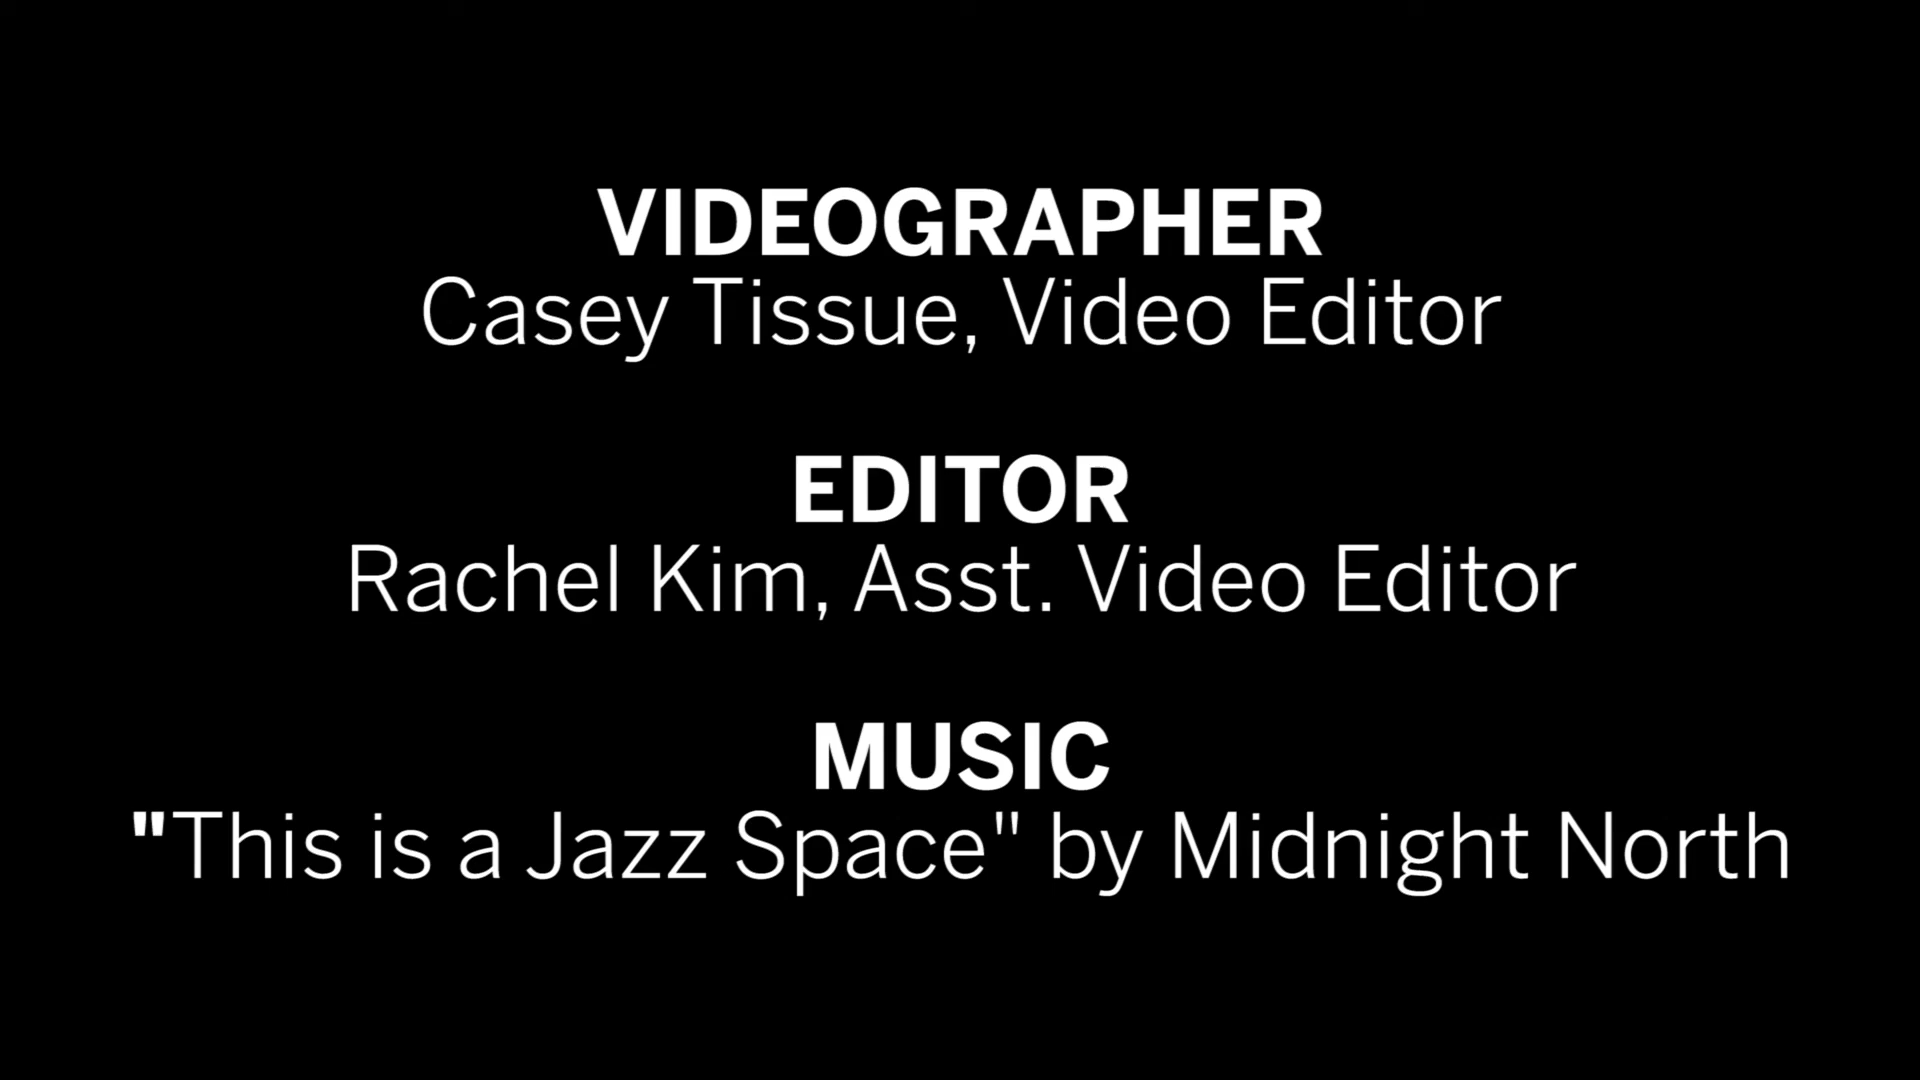 VIDEOGRAPHER
Casey Tissue, Video Editor
EDITOR
Rachel Kim, Asst. Video Editor
MUSIC
"This is a Jazz Space" by Midnight North